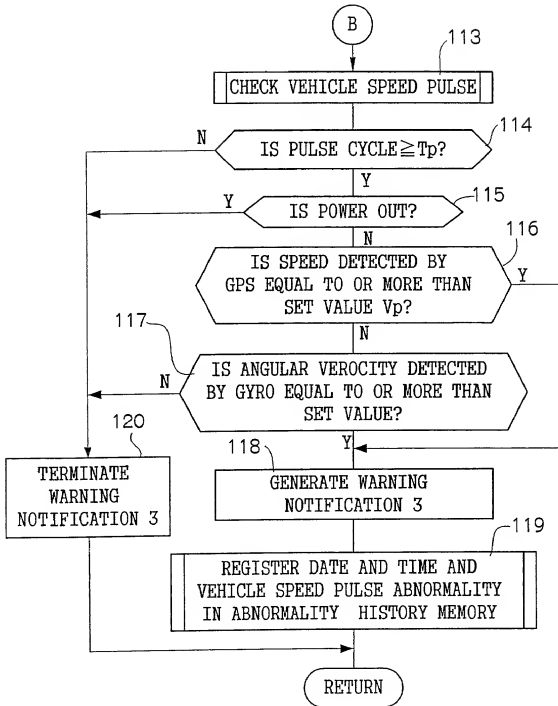 B
113
CHECK VEHICLE SPEED PULSE
114
N
IS PULSE CYCLE≧Tp?
Y
115
Y
IS POWER OUT?
N
116
IS SPEED DETECTED BY
GPS EQUAL TO OR MORE THAN
SET VALUE Vp?
Y
117
N
IS ANGULAR VEROCITY DETECTED
BY GYRO EQUAL TO OR MORE THAN
SET VALUE?
N
Y
120
TERMINATE
WARNING
NOTIFICATION 3
118
GENERATE WARNING
NOTIFICATION 3
119
REGISTER DATE AND TIME AND
VEHICLE SPEED PULSE ABNORMALITY
IN ABNORMALITY HISTORY MEMORY
RETURN